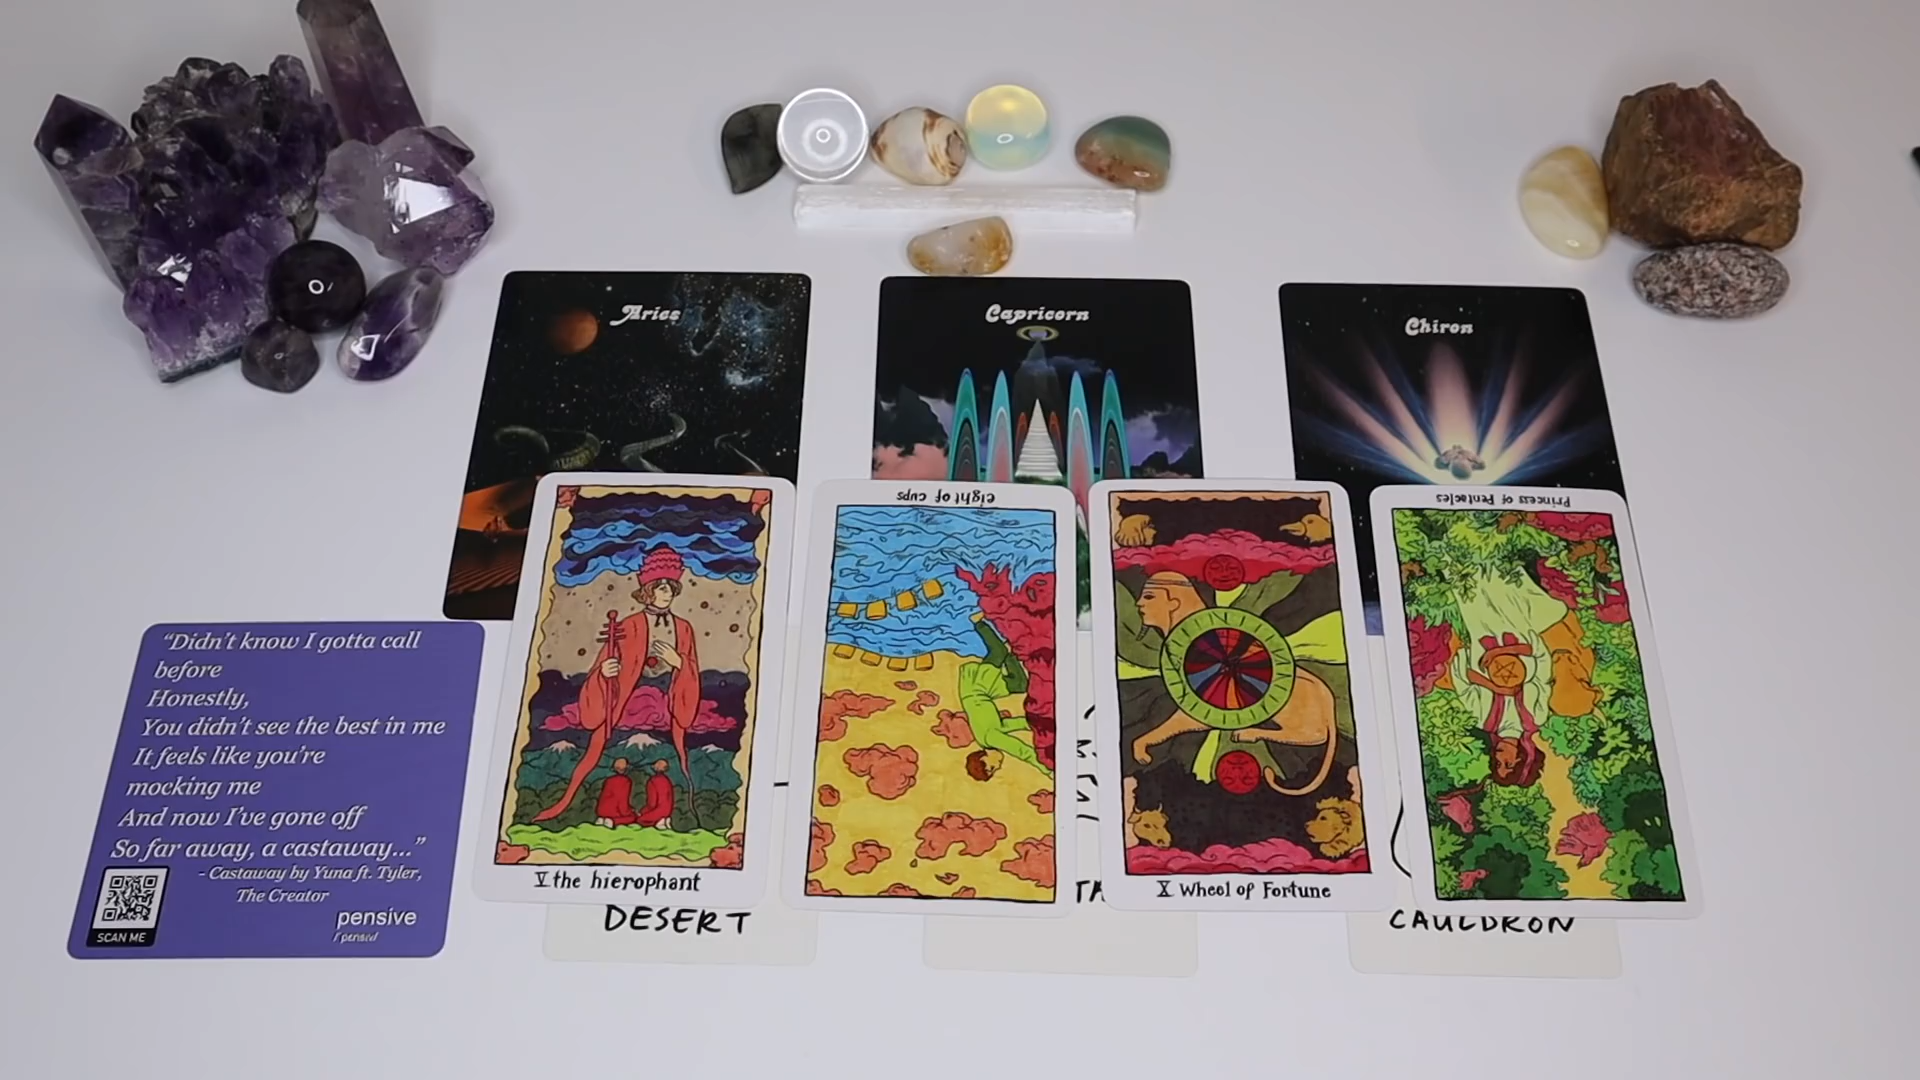 Aries
Capricorn
Chiron
eight of cups
Princess of Pentacles
"Didn't know I gotta call
before
Honestly,
You didn't see the best in me
It feels like you're
mocking me
And now I've gone off
So far away, a castaway..."
- Castaway by Yuna ft. Tyler,
The Creator
pensive
SCAN ME
V the hierophant
X Wheel of Fortune
DESERT
CAULDRON